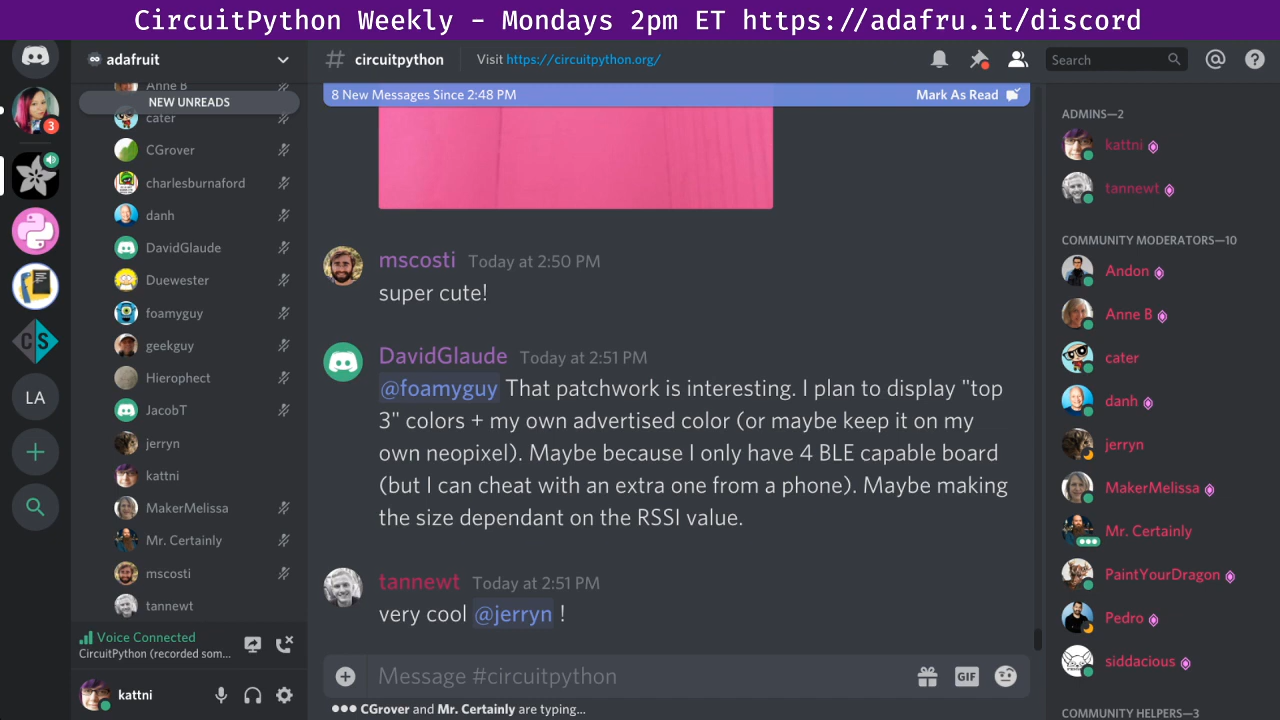 CircuitPython Weekly - Mondays 2pm ET https://adafru.it/discord
adafruit
# circuitpython
Visit https://circuitpython.org/
Search
3
LA
Anne B
NEW UNREADS
cater
CGrover
charlesburnaford
danh
DavidGlaude
Duewester
foamyguy
geekguy
Hierophect
JacobT
jerryn
kattni
MakerMelissa
Mr. Certainly
mscosti
tannewt
Voice Connected
CircuitPython (recorded som...
kattni
8 New Messages Since 2:48 PM
Mark As Read
mscosti Today at 2:50 PM
super cute!
DavidGlaude Today at 2:51 PM
@foamyguy That patchwork is interesting. I plan to display "top
3" colors + my own advertised color (or maybe keep it on my
own neopixel). Maybe because I only have 4 BLE capable board
(but I can cheat with an extra one from a phone). Maybe making
the size dependant on the RSSI value.
tannewt Today at 2:51 PM
very cool @jerryn !
Message #circuitpython
GIF
CGrover and Mr. Certainly are typing...
ADMINS—2
kattni
tannewt
COMMUNITY MODERATORS—10
Andon
Anne B
cater
danh
jerryn
MakerMelissa
Mr. Certainly
PaintYourDragon
Pedro
siddacious
COMMUNITY HELPERS—3